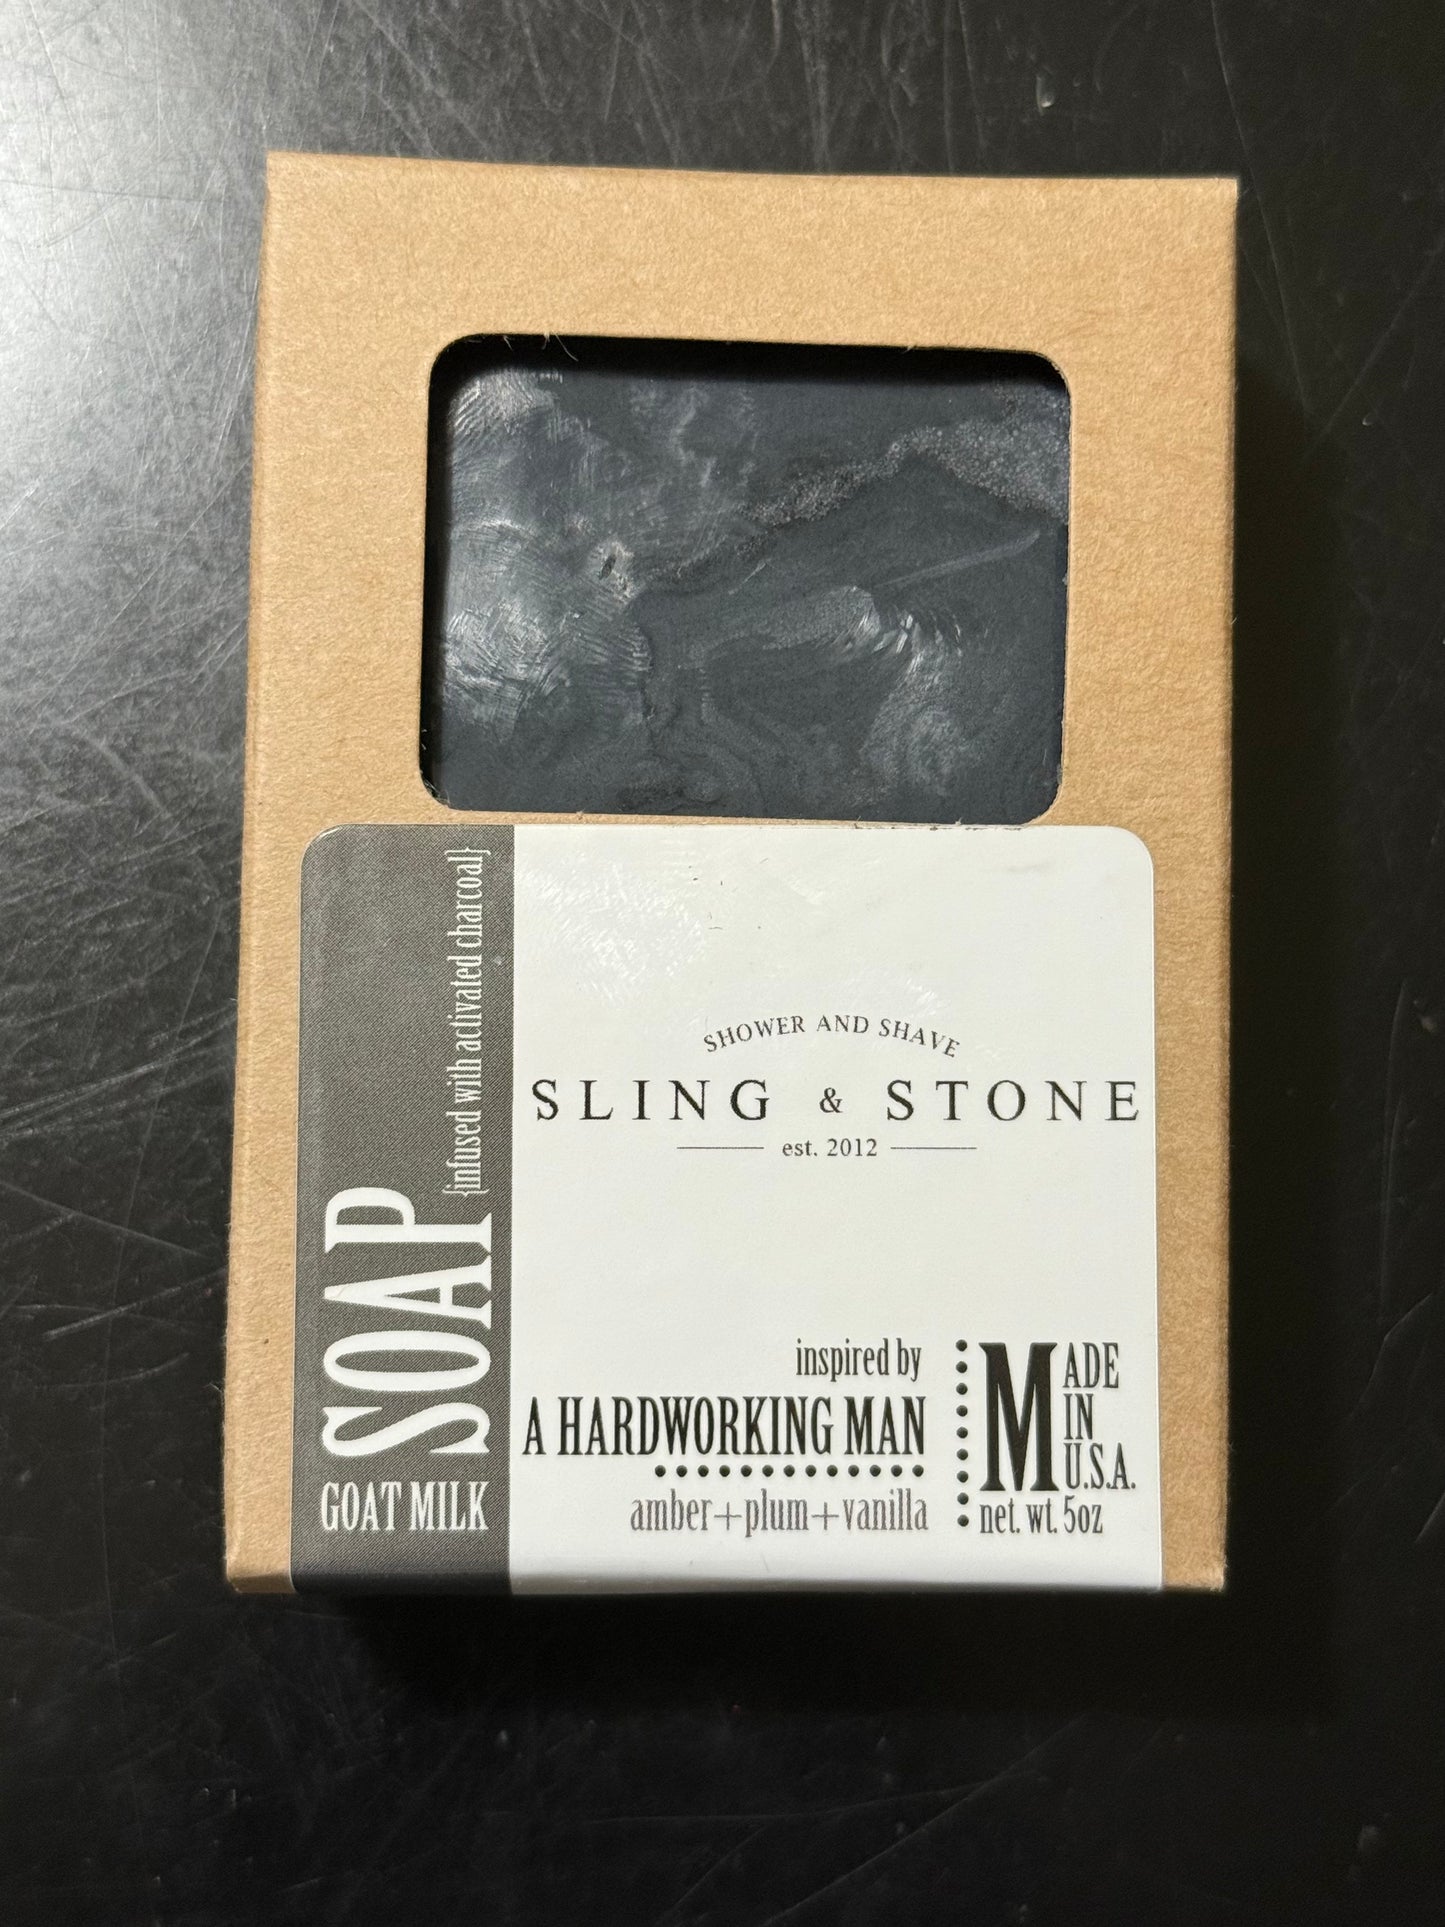 SHOWER AND SHAVE
SLING & STONE
est. 2012
SOAP
{infused with activated charcoal}
GOAT MILK
inspired by
A HARDWORKING MAN
amber+plum+vanilla
MADE
IN
U.S.A.
net. wt. 5oz